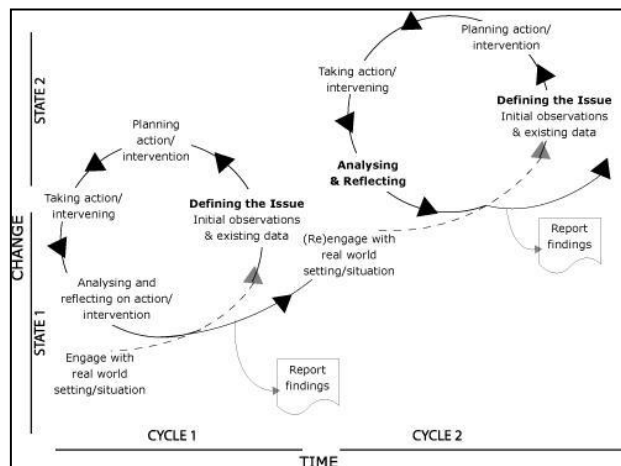 STATE 2
CHANGE
STATE 1
Planning
action/
intervention
Taking action/
intervening
Defining the Issue
Initial observations
& existing data
Analysing and
reflecting on action/
intervention
Engage with
real world
setting/situation
Report
findings
Planning action/
intervention
Taking action/
intervening
Defining the Issue
Initial observations
& existing data
Analysing
& Reflecting
(Re)engage with
real world
setting/situation
Report
findings
CYCLE 1
CYCLE 2
TIME